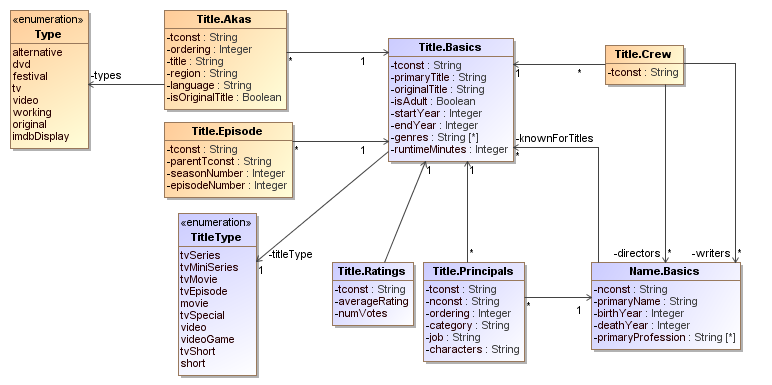 «enumeration»
Type
alternative
dvd
festival
tv
video
working
original
imdbDisplay
-types
Title.Akas
-tconst : String
-ordering : Integer
-title : String
-region : String
-language : String
-isOriginalTitle : Boolean
*
1
Title.Basics
-tconst : String
-primaryTitle : String
-originalTitle : String
-isAdult : Boolean
-startYear : Integer
-endYear : Integer
-genres : String [*]
-runtimeMinutes : Integer
1
*
Title.Crew
-tconst : String
Title.Episode
-tconst : String
-parentTconst : String
-seasonNumber : Integer
-episodeNumber : Integer
*
1
-knownForTitles
*
1
1
«enumeration»
TitleType
tvSeries
tvMiniSeries
tvMovie
tvEpisode
movie
tvSpecial
video
videoGame
tvShort
short
-titleType
1
*
-directors
*
-writers
*
Title.Ratings
-tconst : String
-averageRating
-numVotes
Title.Principals
-tconst : String
-nconst : String
-ordering : Integer
-category : String
-job : String
-characters : String
*
1
Name.Basics
-nconst : String
-primaryName : String
-birthYear : Integer
-deathYear : Integer
-primaryProfession : String [*]